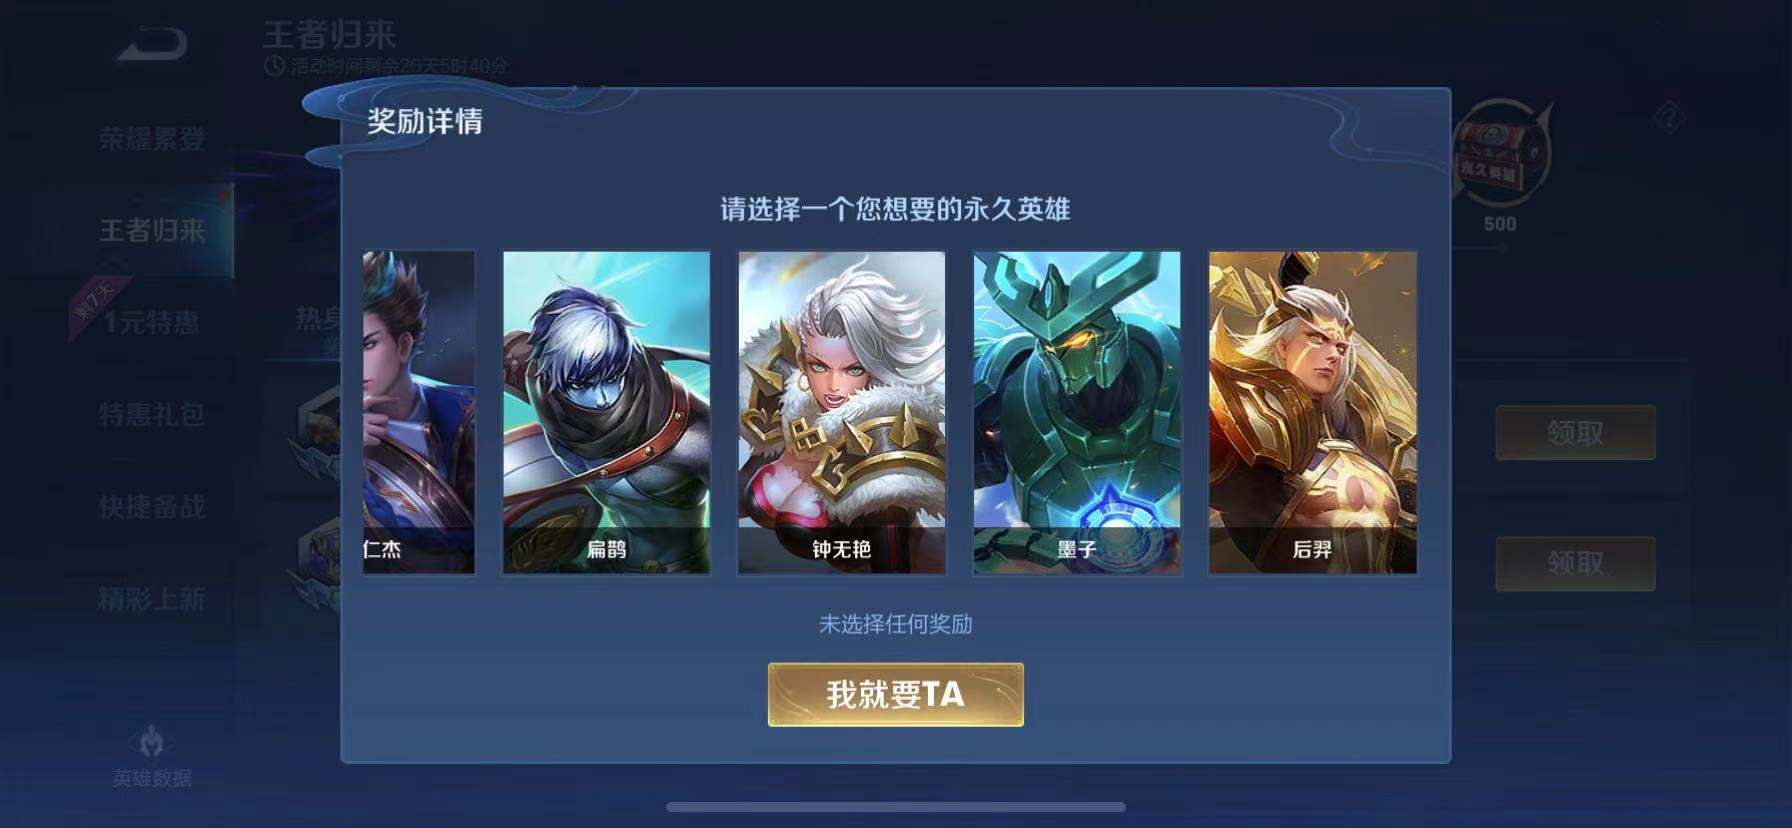 王者归来
活动时间剩余26天5时40分
荣耀累登
奖励详情
永久英雄
500
请选择一个您想要的永久英雄
王者归来
剩7天
1元特惠
热身
特惠礼包
领取
快捷备战
仁杰
扁鹊
钟无艳
墨子
后羿
领取
精彩上新
未选择任何奖励
我就要TA
英雄数据